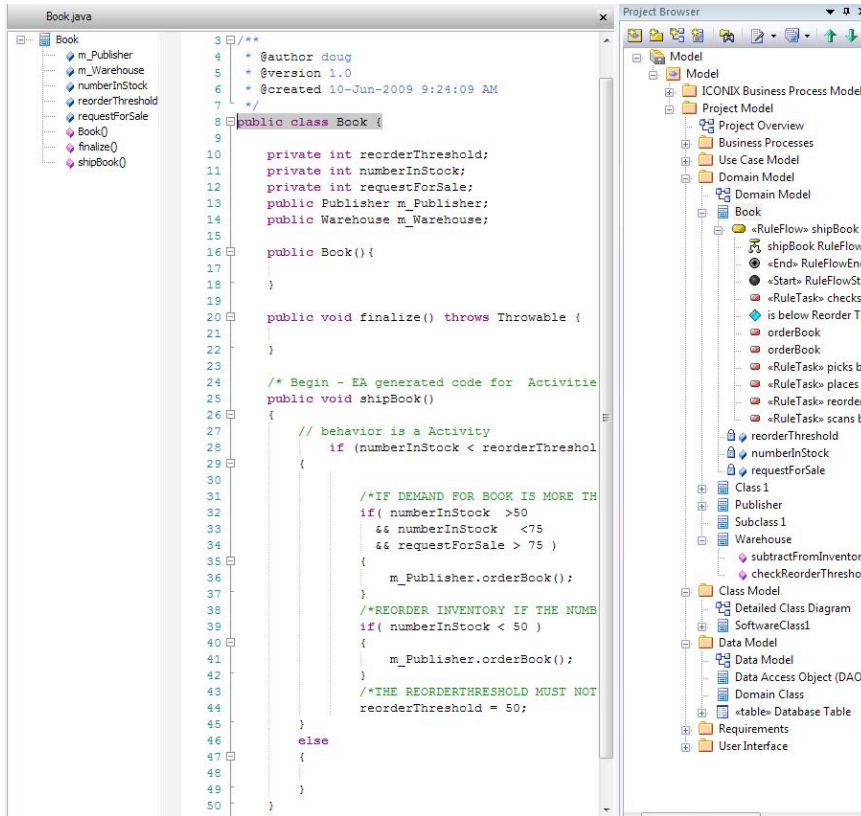 Book.java
Book
m_Publisher
m_Warehouse
numberInStock
reorderThreshold
requestForSale
Book()
finalize()
shipBook()
3 /**
4 * @author doug
5 * @version 1.0
6 * @created 10-Jun-2009 9:24:09 AM
7 */
8 public class Book {
9
10 private int reorderThreshold;
11 private int numberInStock;
12 private int requestForSale;
13 public Publisher m_Publisher;
14 public Warehouse m_Warehouse;
15
16 public Book(){
17
18 }
19
20 public void finalize() throws Throwable {
21
22 }
23
24 /* Begin - EA generated code for Activitie
25 public void shipBook()
26 {
27 // behavior is a Activity
28 if (numberInStock < reorderThreshol
29 {
30
31 /*IF DEMAND FOR BOOK IS MORE TH
32 if( numberInStock >50
33 && numberInStock <75
34 && requestForSale > 75 )
35 {
36 m_Publisher.orderBook();
37 }
38 /*REORDER INVENTORY IF THE NUMB
39 if( numberInStock < 50 )
40 {
41 m_Publisher.orderBook();
42 }
43 /*THE REORDERTHRESHOLD MUST NOT
44 reorderThreshold = 50;
45 }
46 else
47 {
48
49 }
50 }
Project Browser
Model
Model
ICONIX Business Process Model
Project Model
Project Overview
Business Processes
Use Case Model
Domain Model
Domain Model
Book
«RuleFlow» shipBook
shipBook RuleFlow
«End» RuleFlowEn
«Start» RuleFlowSt
«RuleTask» checks
is below Reorder T
orderBook
orderBook
«RuleTask» picks b
«RuleTask» places
«RuleTask» reorder
«RuleTask» scans b
reorderThreshold
numberInStock
requestForSale
Class 1
Publisher
Subclass 1
Warehouse
subtractFromInventor
checkReorderThresho
Class Model
Detailed Class Diagram
SoftwareClass1
Data Model
Data Model
Data Access Object (DAO
Domain Class
«table» Database Table
Requirements
User Interface